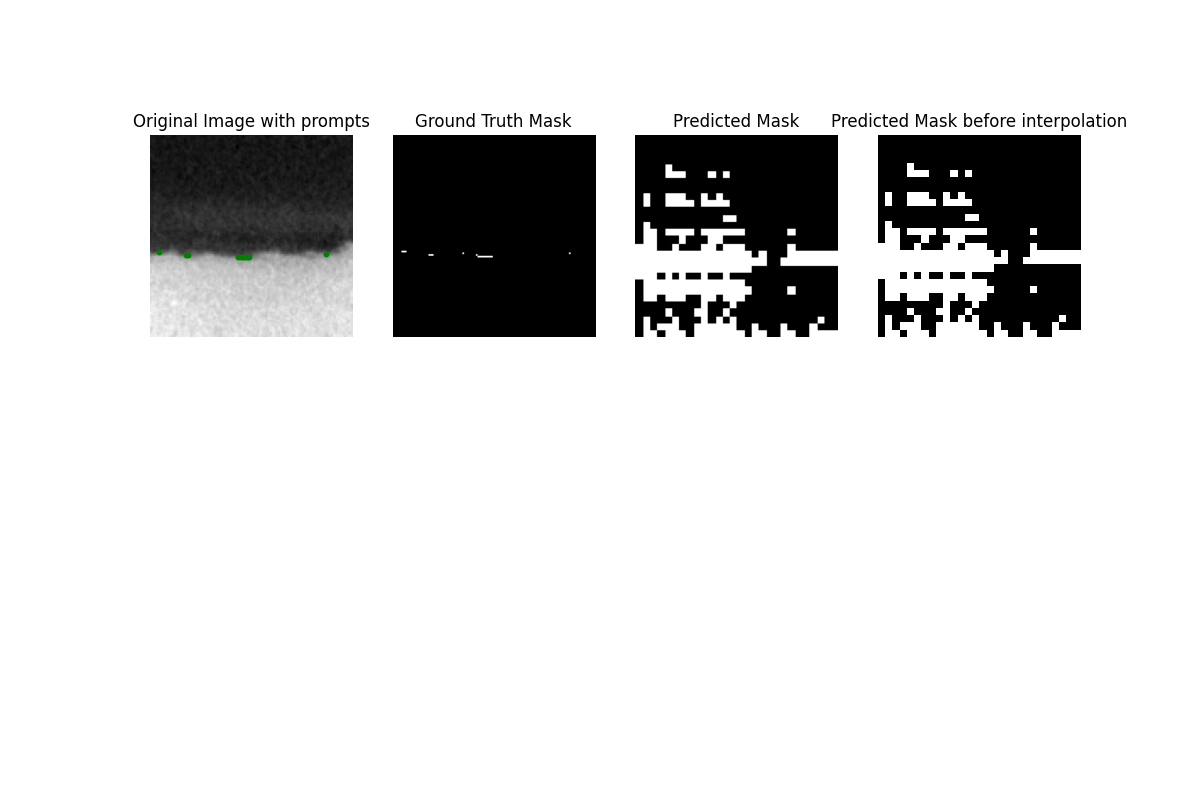 Original Image with prompts
Ground Truth Mask
Predicted Mask
Predicted Mask before interpolation